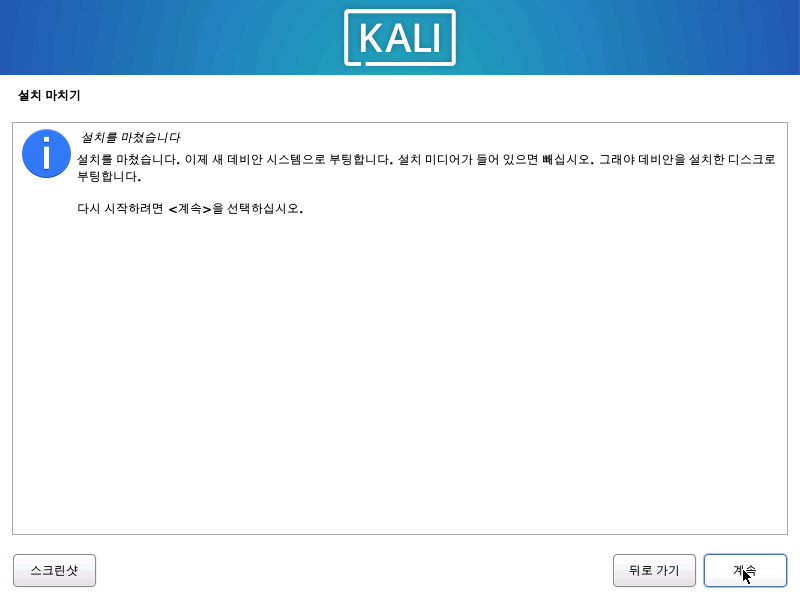 KALI
설치 마치기
설치를 마쳤습니다
설치를 마쳤습니다. 이제 새 데비안 시스템으로 부팅합니다. 설치 미디어가 들어 있으면 빼십시오. 그래야 데비안을 설치한 디스크로
부팅합니다.
다시 시작하려면 <계속>을 선택하십시오.
스크린샷
뒤로 가기
계속